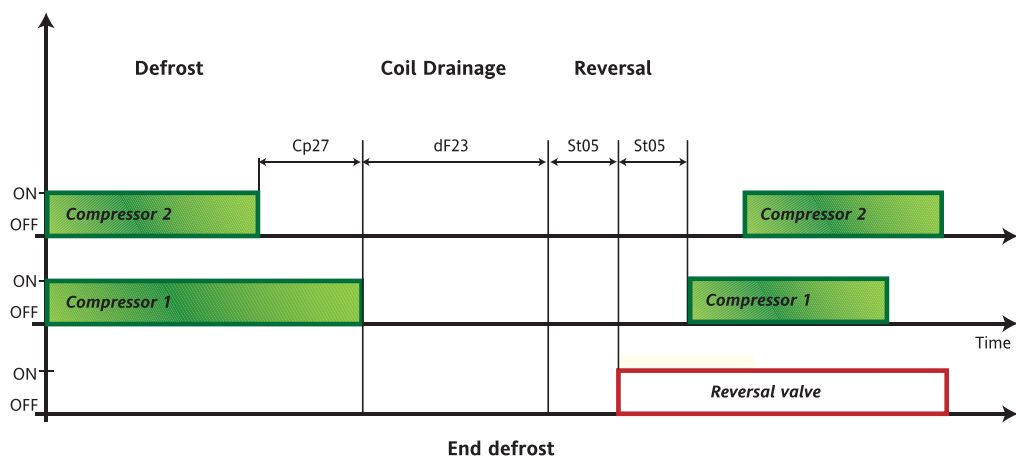 Defrost Coil Drainage Reversal
Cp27 dF23 St05 St05
ON
Compressor 2 Compressor 2
OFF
ON
Compressor 1 Compressor 1
OFF
Time
ON
Reversal valve
OFF
End defrost